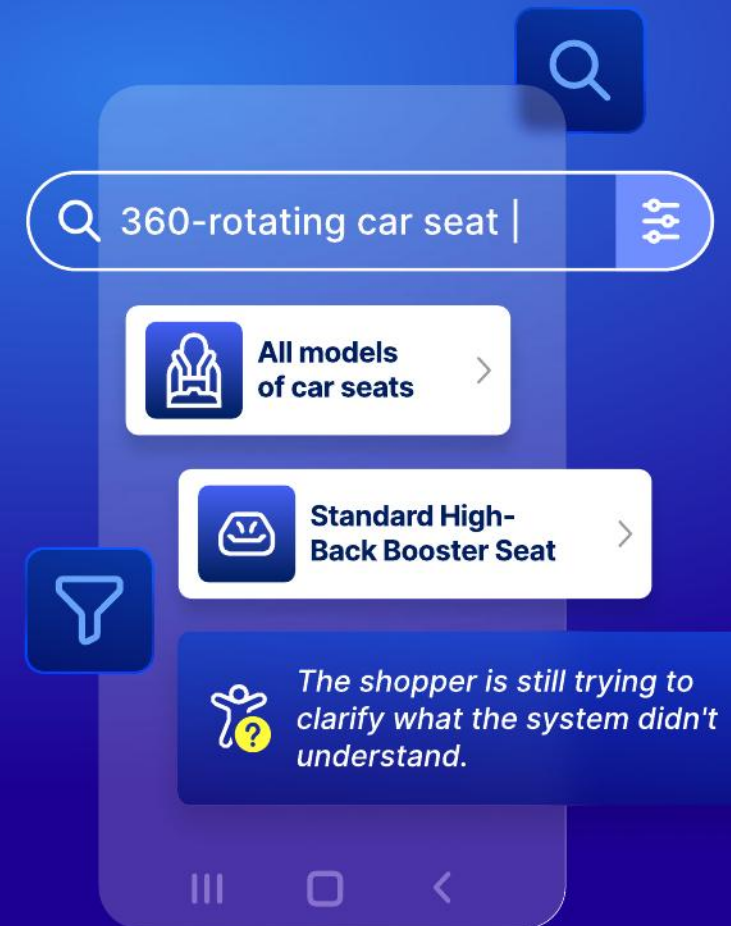 360-rotating car seat |
All models
of car seats
Standard High-
Back Booster Seat
?
The shopper is still trying to
clarify what the system didn't
understand.